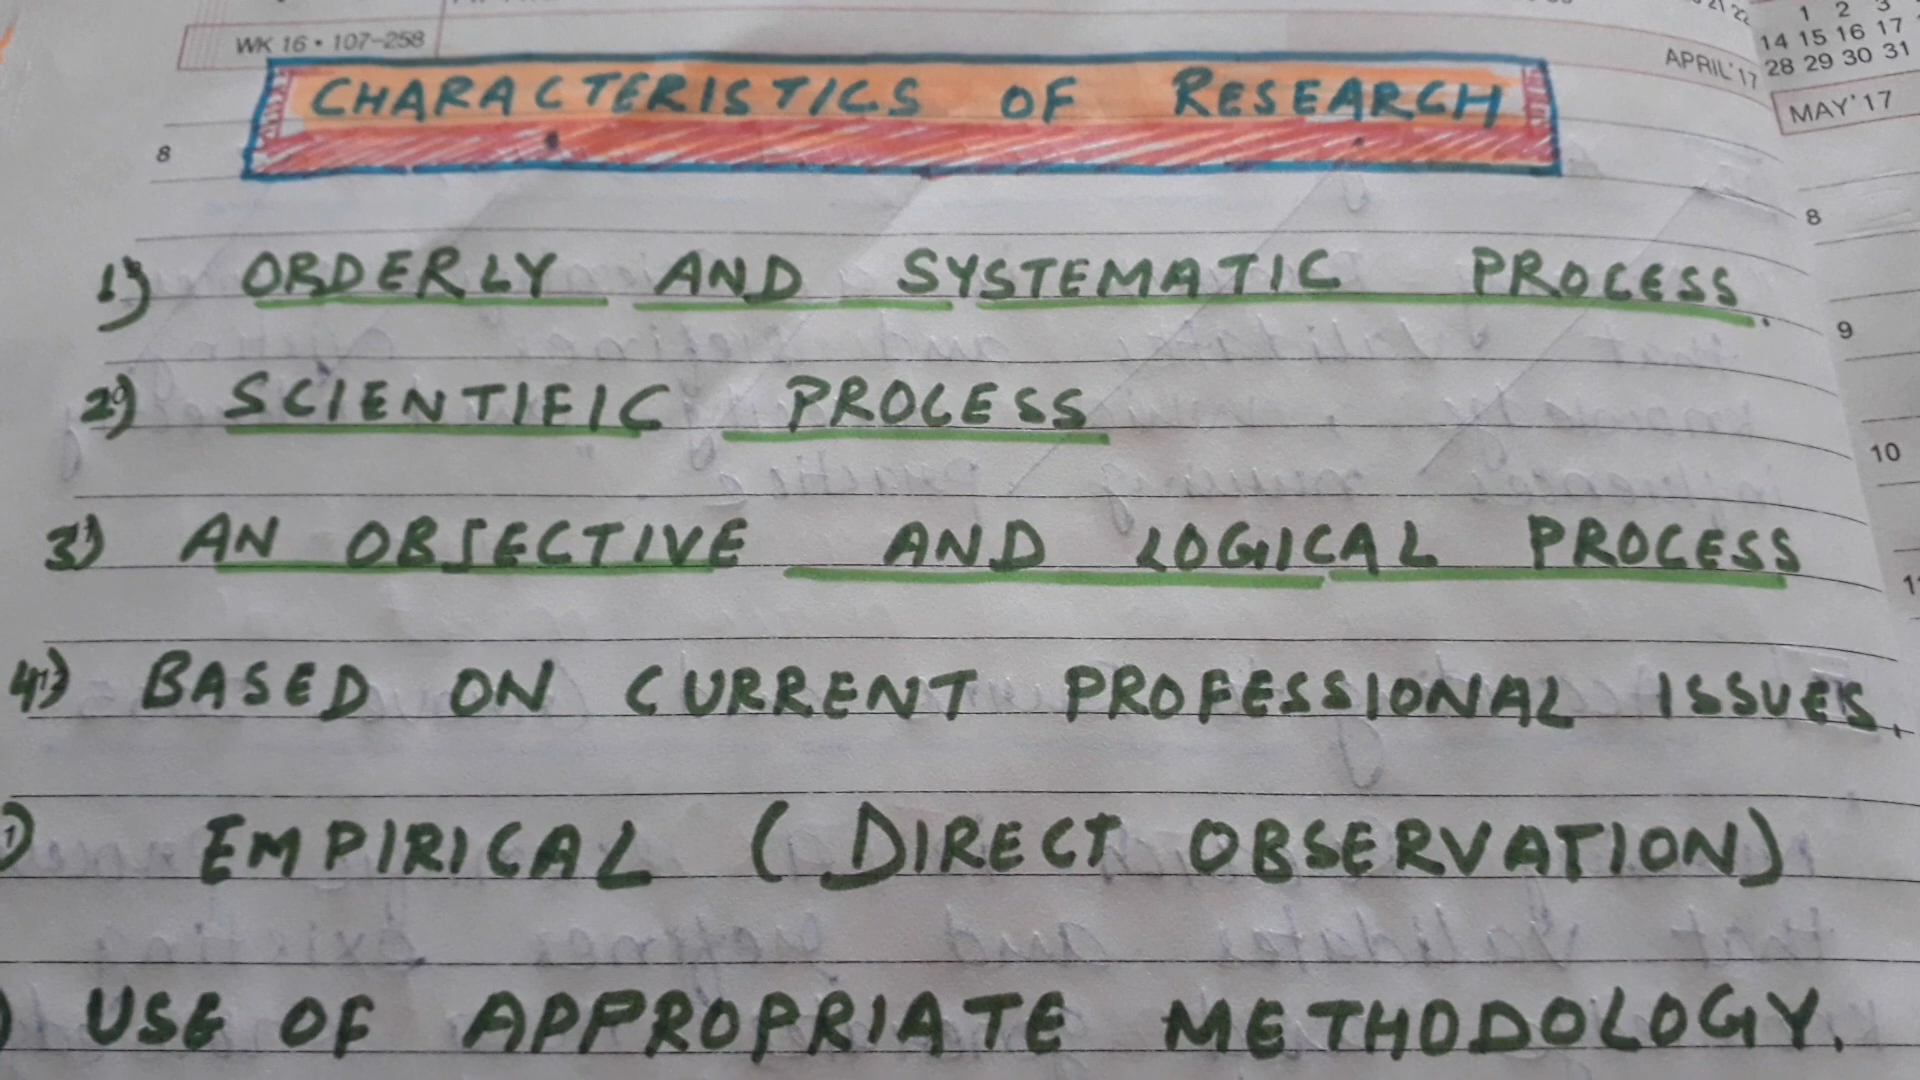 WK 16 • 107-258
APRIL'17
1 2 3
14 15 16 17
28 29 30 31
MAY'17
CHARACTERISTICS OF RESEARCH
8
1) ORDERLY AND SYSTEMATIC PROCESS.
2) SCIENTIFIC PROCESS
3) AN OBJECTIVE AND LOGICAL PROCESS
4) BASED ON CURRENT PROFESSIONAL ISSUES.
) EMPIRICAL (DIRECT OBSERVATION)
) USE OF APPROPRIATE METHODOLOGY.
8
9
10